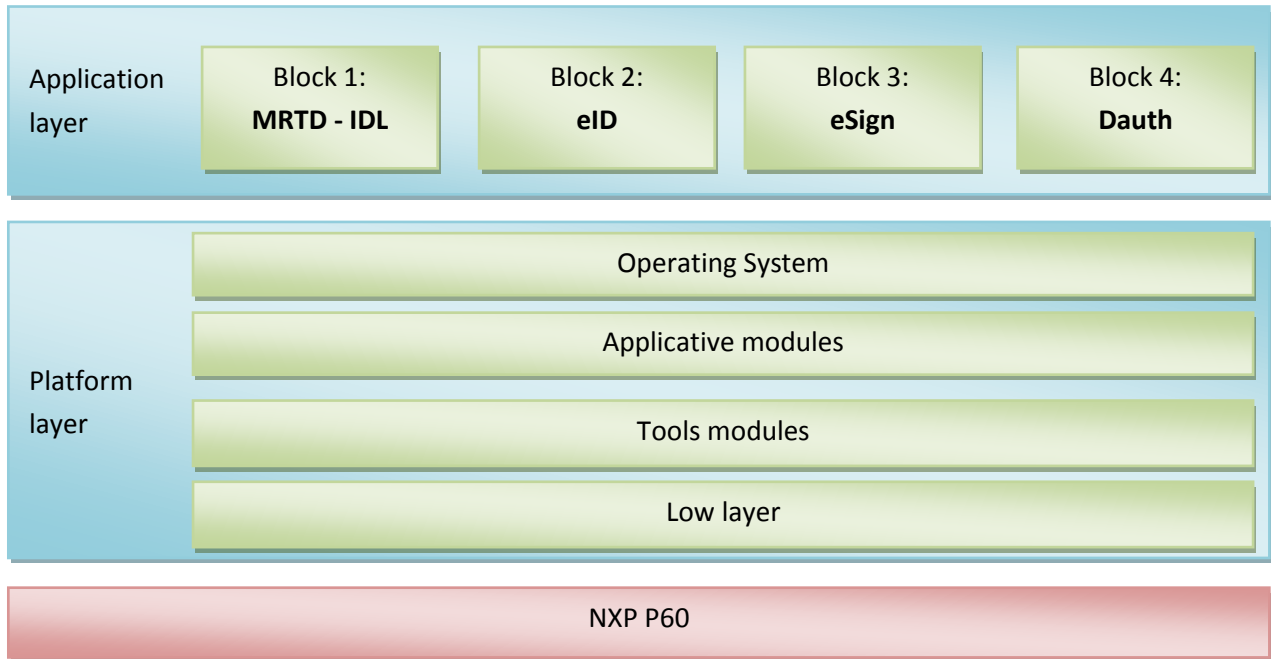 Application
layer
Block 1:
MRTD - IDL
Block 2:
eID
Block 3:
eSign
Block 4:
Dauth
Platform
layer
Operating System
Applicative modules
Tools modules
Low layer
NXP P60